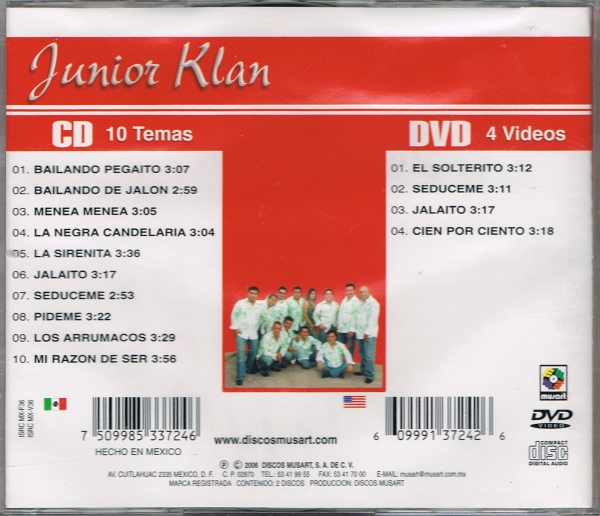 Junior Klan
CD 10 Temas
01. BAILANDO PEGAITO 3:07
02. BAILANDO DE JALON 2:59
03. MENEA MENEA 3:05
04. LA NEGRA CANDELARIA 3:04
05. LA SIRENITA 3:36
06. JALAITO 3:17
07. SEDUCEME 2:53
08. PIDEME 3:22
09. LOS ARRUMACOS 3:29
10. MI RAZON DE SER 3:56
DVD 4 Videos
01. EL SOLTERITO 3:12
02. SEDUCEME 3:11
03. JALAITO 3:17
04. CIEN POR CIENTO 3:18
musart
DVD
VIDEO
COMPACT
disc
DIGITAL AUDIO
ISRC MX-F36
ISRC MX-V36
7 509985 337246
HECHO EN MEXICO
www.discosmusart.com
6 09991 37242 6
Ⓟ © 2006 DISCOS MUSART, S. A. DE C. V.
AV. CUITLAHUAC 2335 MEXICO, D. F. C. P. 02870 TEL.: 53 41 99 55 FAX: 53 41 70 00 E-MAIL: musart@musart.com.mx
MARCA REGISTRADA CONTENIDO: 2 DISCOS PRODUCCION: DISCOS MUSART